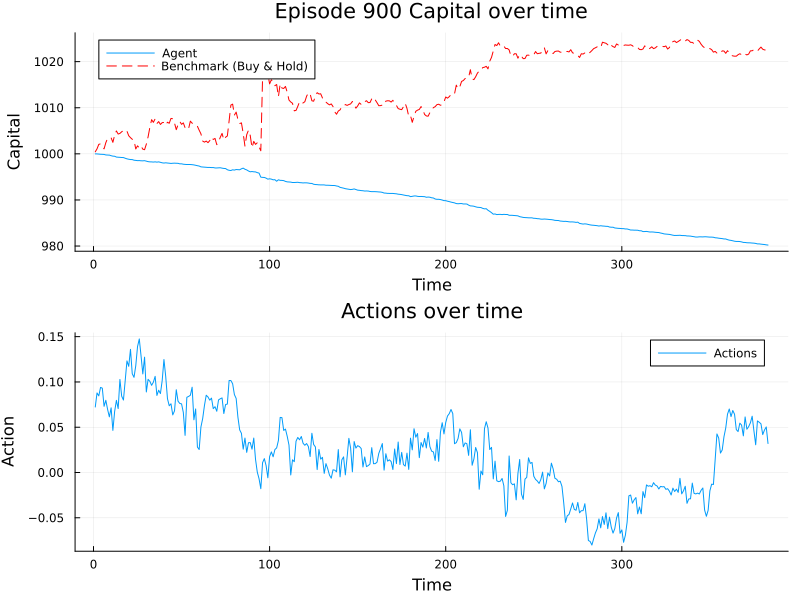 Episode 900 Capital over time
Agent
Benchmark (Buy & Hold)
Capital
1020
1010
1000
990
980
0
100
200
300
Time
Actions over time
Actions
Action
0.15
0.10
0.05
0.00
−0.05
0
100
200
300
Time